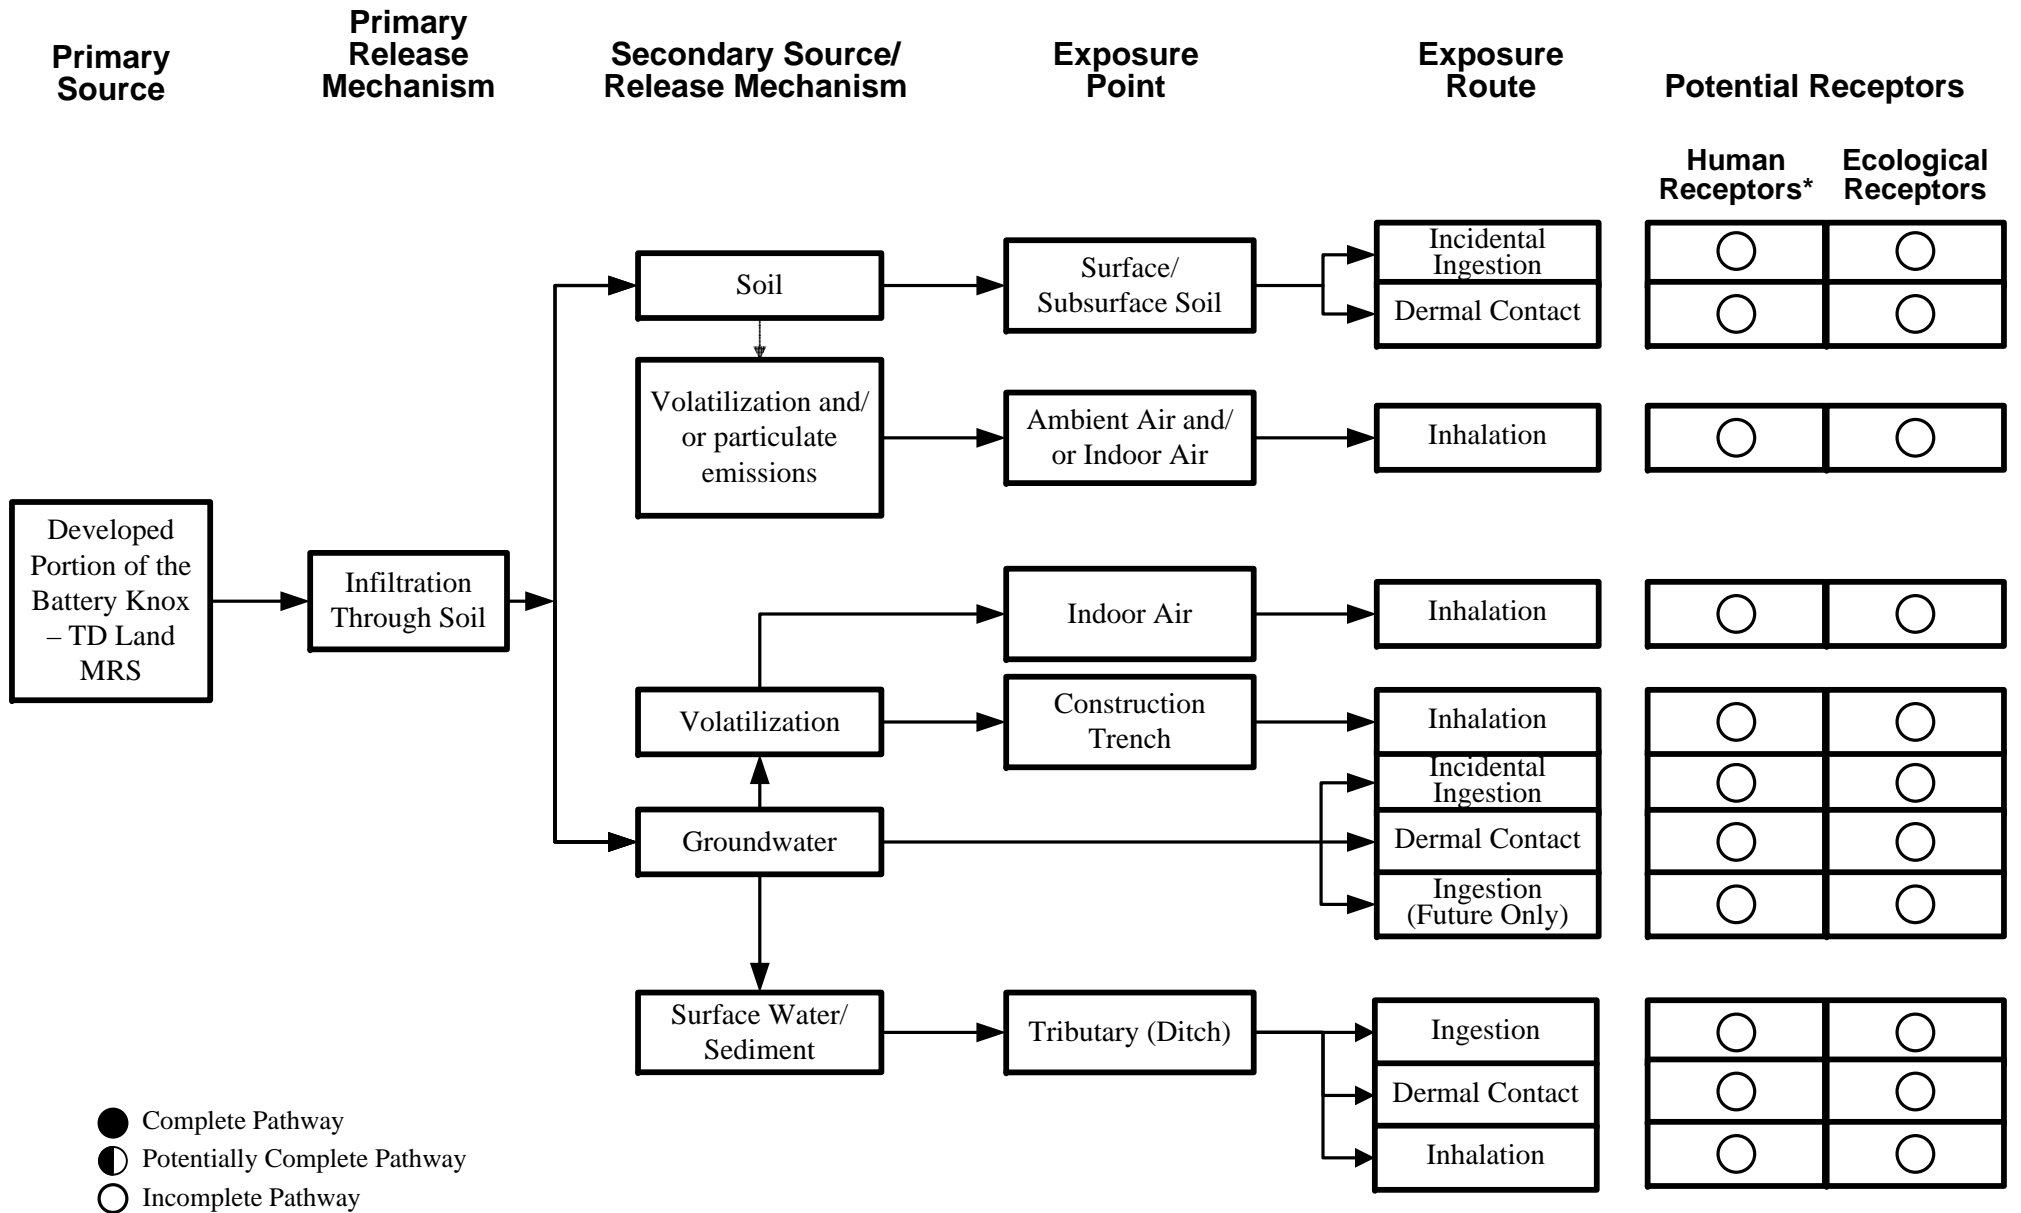 Primary
Source
Primary
Release
Mechanism
Secondary Source/
Release Mechanism
Exposure
Point
Exposure
Route
Potential Receptors
Human
Receptors*
Ecological
Receptors
Soil
Surface/
Subsurface Soil
Incidental
Ingestion
Dermal Contact
Volatilization and/
or particulate
emissions
Ambient Air and/
or Indoor Air
Inhalation
Developed
Portion of the
Battery Knox
– TD Land
MRS
Infiltration
Through Soil
Indoor Air
Inhalation
Volatilization
Construction
Trench
Inhalation
Incidental
Ingestion
Groundwater
Dermal Contact
Ingestion
(Future Only)
Surface Water/
Sediment
Tributary (Ditch)
Ingestion
Dermal Contact
Inhalation
Complete Pathway
Potentially Complete Pathway
Incomplete Pathway